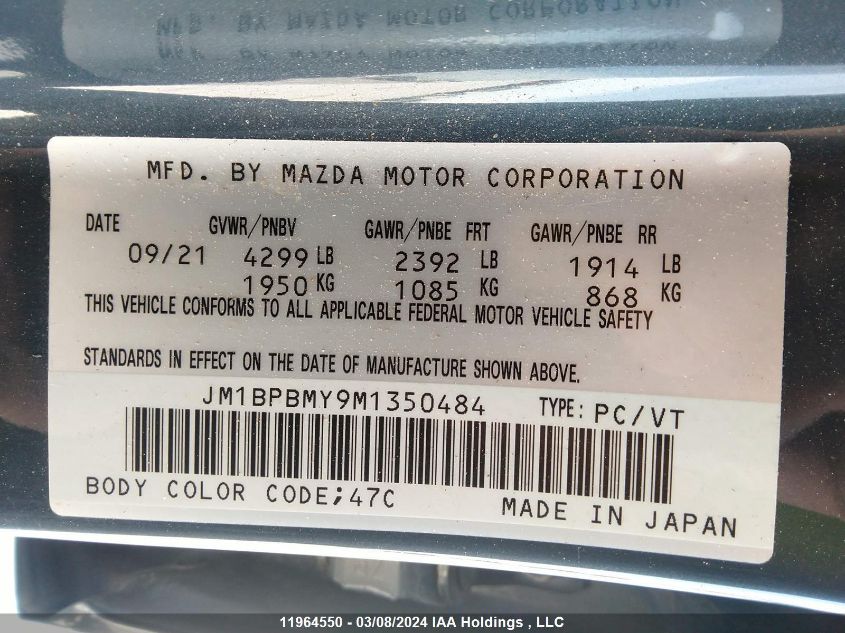 MFD. BY MAZDA MOTOR CORPORATION
DATE GVWR/PNBV GAWR/PNBE FRT GAWR/PNBE RR
09/21 4299 LB 2392 LB 1914 LB
1950 KG 1085 KG 868 KG
THIS VEHICLE CONFORMS TO ALL APPLICABLE FEDERAL MOTOR VEHICLE SAFETY
STANDARDS IN EFFECT ON THE DATE OF MANUFACTURE SHOWN ABOVE.
JM1BPBMY9M1350484 TYPE: PC/VT
BODY COLOR CODE;47C MADE IN JAPAN
11964550 - 03/08/2024 IAA Holdings , LLC